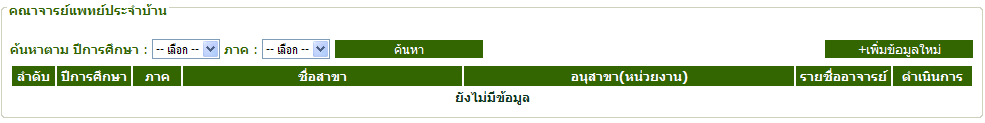 คณาจารย์แพทย์ประจำบ้าน
ค้นหาตาม ปีการศึกษา : -- เลือก -- ภาค : -- เลือก -- ค้นหา +เพิ่มข้อมูลใหม่
ลำดับ ปีการศึกษา ภาค ชื่อสาขา อนุสาขา(หน่วยงาน) รายชื่ออาจารย์ ดำเนินการ
ยังไม่มีข้อมูล